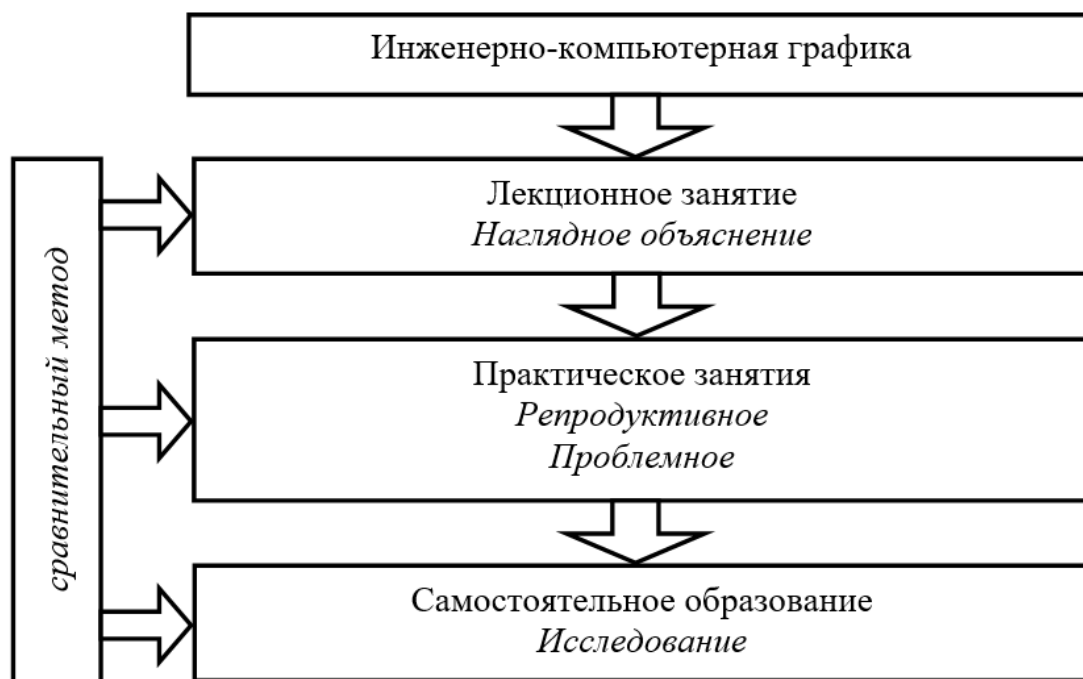 Инженерно-компьютерная графика
Лекционное занятие
Наглядное объяснение
Практическое занятия
Репродуктивное
Проблемное
Самостоятельное образование
Исследование
сравнительный метод